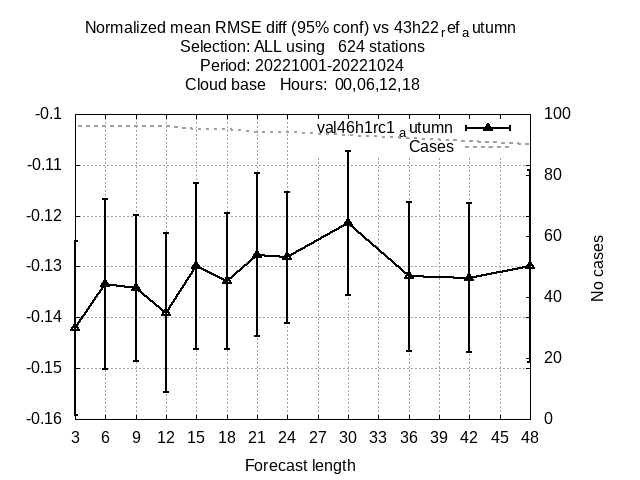 Normalized mean RMSE diff (95% conf) vs 43h22ref autumn
Selection: ALL using 624 stations
Period: 20221001-20221024
Cloud base Hours: 00,06,12,18
val46h1rc1autumn
Cases
-0.1
-0.11
-0.12
-0.13
-0.14
-0.15
-0.16
100
80
60
40
20
0
No cases
3 6 9 12 15 18 21 24 27 30 33 36 39 42 45 48
Forecast length